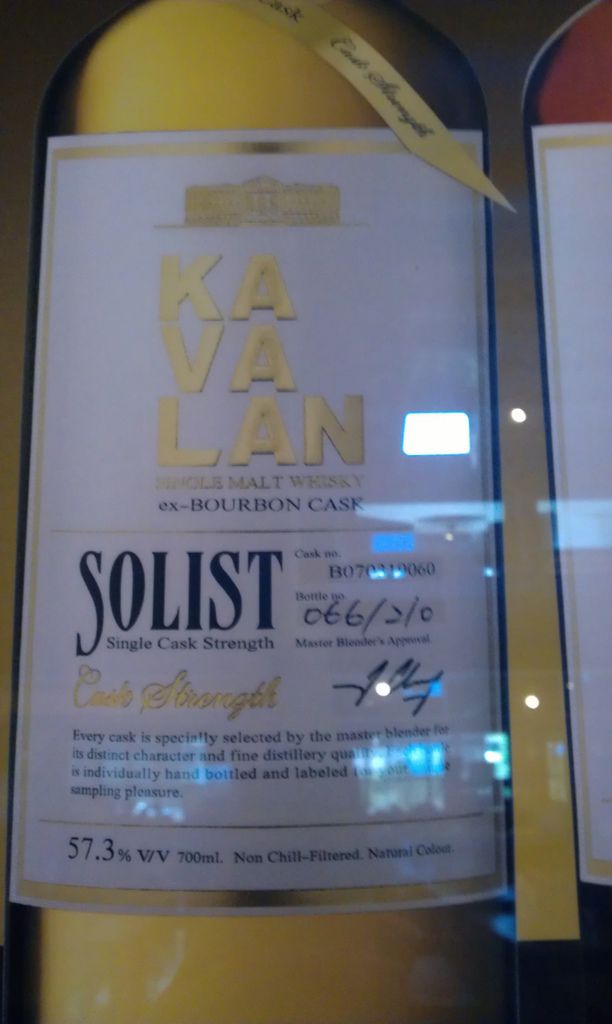 Cask Cask Strength
KA
VA
LAN
SINGLE MALT WHISKY
ex-BOURBON CASK
SOLIST
Single Cask Strength
Cask no.
Bottle no.
066/210
Master Blender's Approval
Cask Strength
Every cask is specially selected by the master blender for
its distinct character and fine distillery quality.
is individually hand bottled and labeled for your
sampling pleasure.
57.3% V/V 700ml. Non Chill-Filtered. Natural Colour.